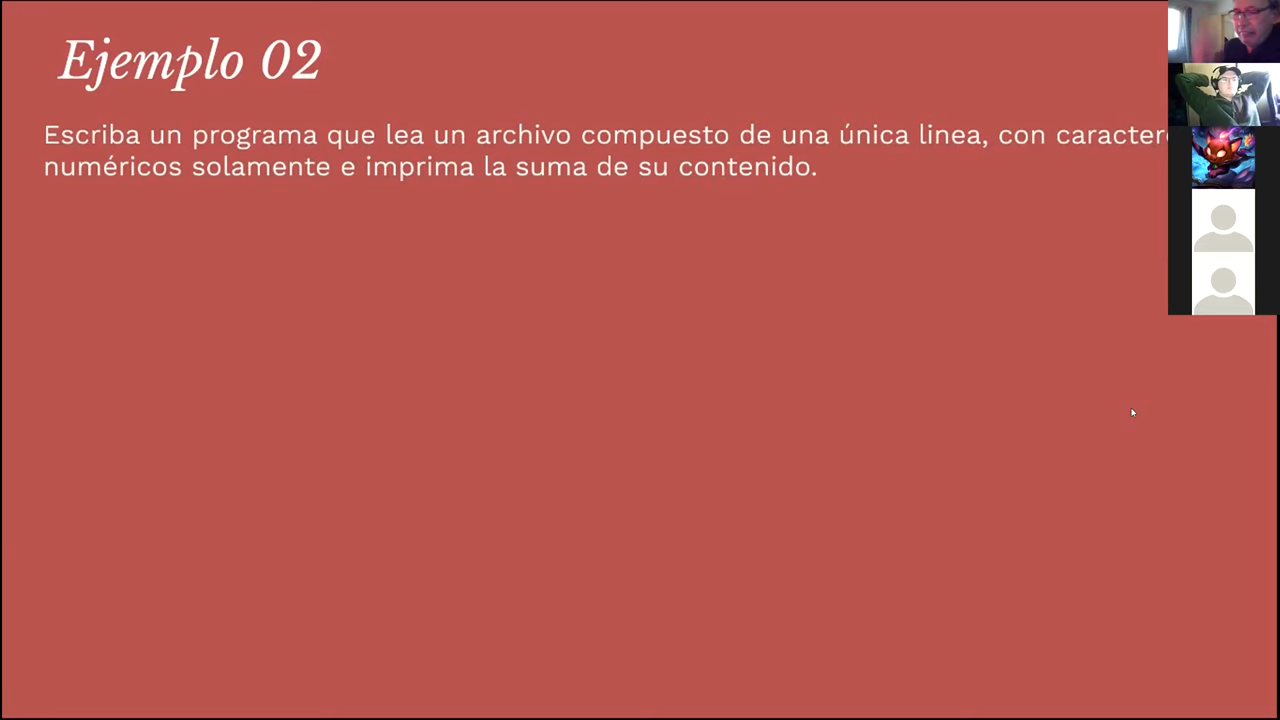 Ejemplo 02
Escriba un programa que lea un archivo compuesto de una única linea, con
numéricos solamente e imprima la suma de su contenido.